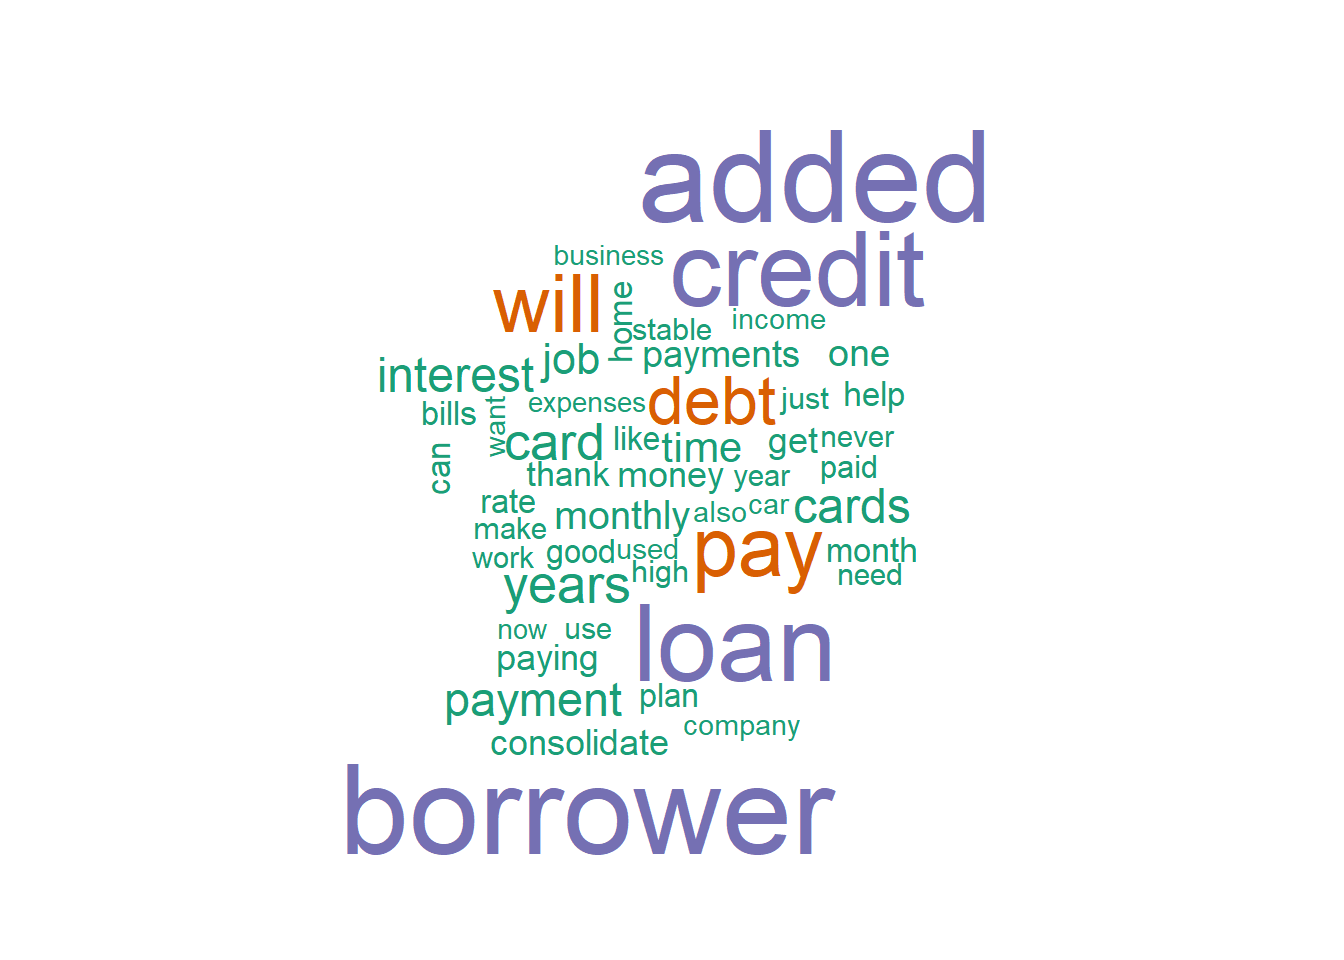 added
credit
business
will
home
stable
income
interest
job
payments
one
bills
want
expenses
debt
just
help
can
card
like
time
get
never
thank
money
year
paid
rate
monthly
also
car
cards
make
work
good
used
high
pay
month
need
years
now
use
paying
loan
payment
plan
consolidate
company
borrower